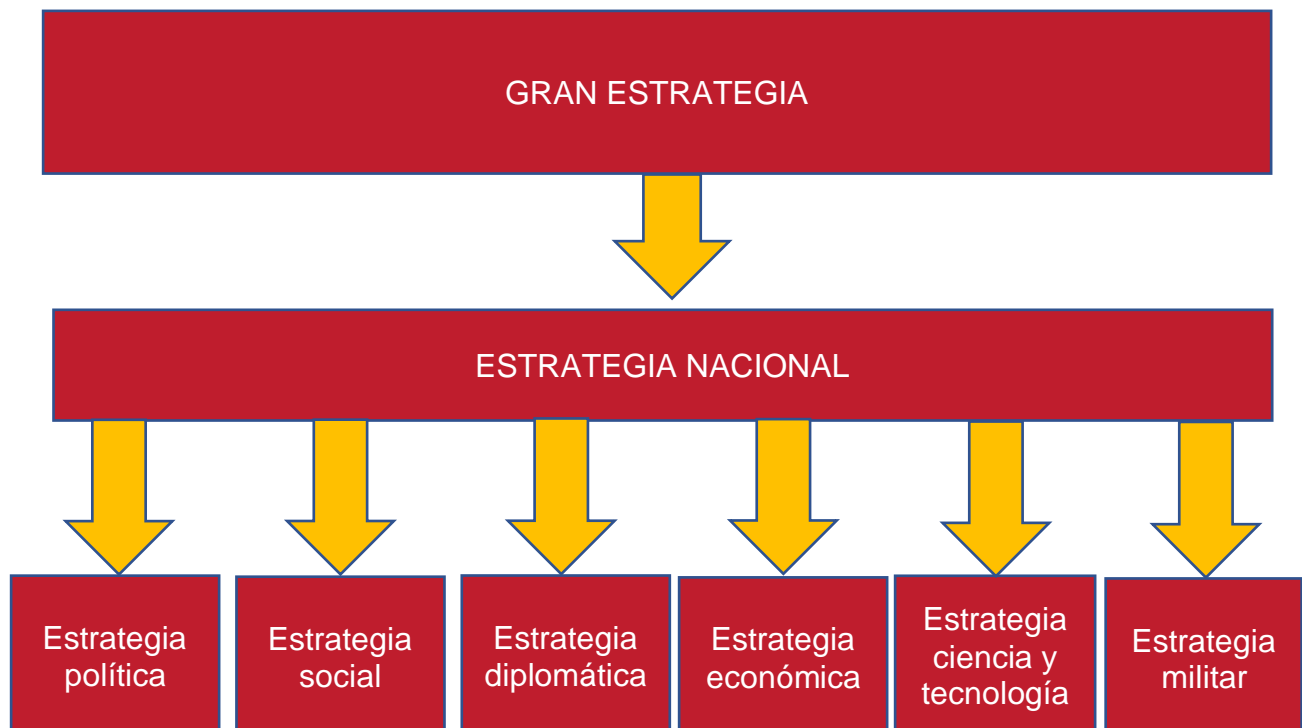 GRAN ESTRATEGIA
ESTRATEGIA NACIONAL
Estrategia
política
Estrategia
social
Estrategia
diplomática
Estrategia
económica
Estrategia
ciencia y
tecnología
Estrategia
militar